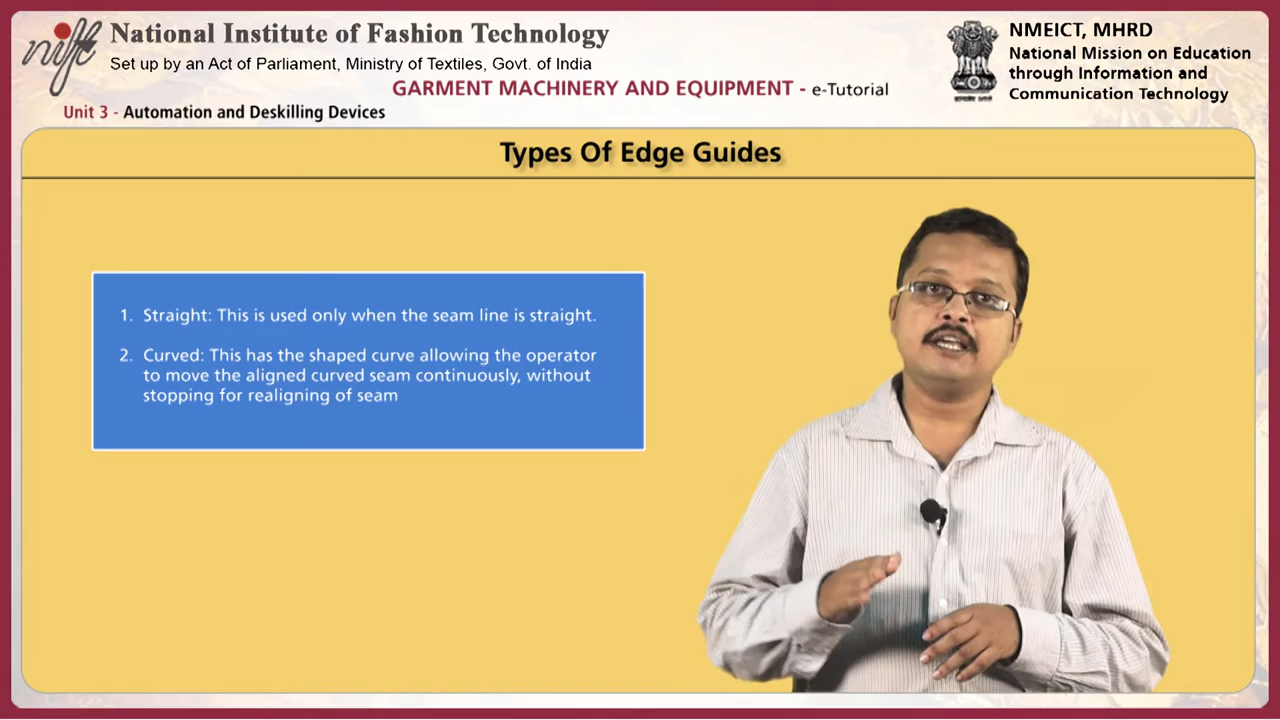 nift
National Institute of Fashion Technology
Set up by an Act of Parliament, Ministry of Textiles, Govt. of India
NMEICT, MHRD
National Mission on Education
through Information and
Communication Technology
GARMENT MACHINERY AND EQUIPMENT - e-Tutorial
Unit 3 - Automation and Deskilling Devices
Types Of Edge Guides
1. Straight: This is used only when the seam line is straight.
2. Curved: This has the shaped curve allowing the operator
to move the aligned curved seam continuously, without
stopping for realigning of seam